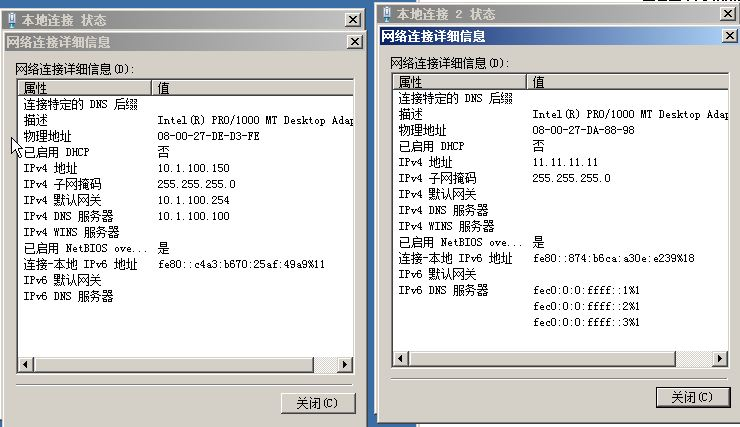 本地连接 状态
网络连接详细信息
网络连接详细信息(D):
属性 值
连接特定的 DNS 后缀
描述 Intel(R) PRO/1000 MT Desktop Adap
物理地址 08-00-27-DE-D3-FE
已启用 DHCP 否
IPv4 地址 10.1.100.150
IPv4 子网掩码 255.255.255.0
IPv4 默认网关 10.1.100.254
IPv4 DNS 服务器 10.1.100.100
IPv4 WINS 服务器
已启用 NetBIOS ove... 是
连接-本地 IPv6 地址 fe80::c4a3:b670:25af:49a9%11
IPv6 默认网关
IPv6 DNS 服务器
关闭(C)
本地连接 2 状态
网络连接详细信息
网络连接详细信息(D):
属性 值
连接特定的 DNS 后缀
描述 Intel(R) PRO/1000 MT Desktop Adap
物理地址 08-00-27-DA-88-98
已启用 DHCP 否
IPv4 地址 11.11.11.11
IPv4 子网掩码 255.255.255.0
IPv4 默认网关
IPv4 DNS 服务器
IPv4 WINS 服务器
已启用 NetBIOS ove... 是
连接-本地 IPv6 地址 fe80::874:b6ca:a30e:e239%18
IPv6 默认网关
IPv6 DNS 服务器 fec0:0:0:ffff::1%1
fec0:0:0:ffff::2%1
fec0:0:0:ffff::3%1
关闭(C)